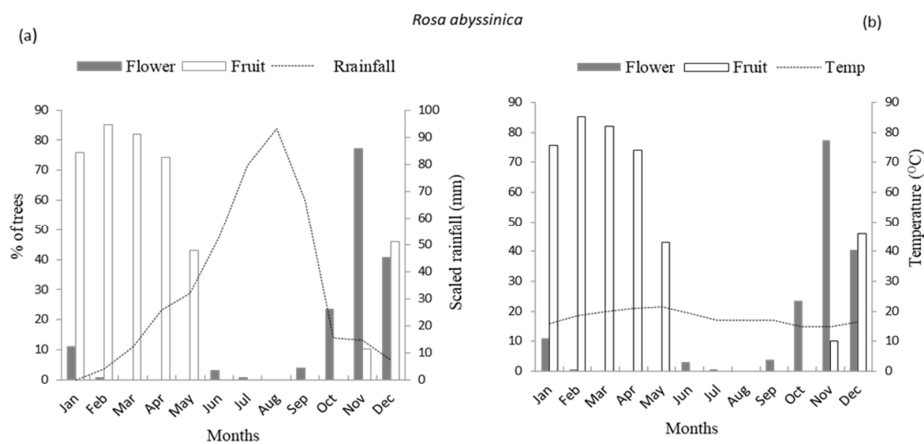 Rosa abyssinica
(a)
Flower Fruit Rrainfall
90 80 70 60 50 40 30 20 10 0
% of trees
100 90 80 70 60 50 40 30 20 10 0
Scaled rainfall (mm)
Jan Feb Mar Apr May Jun Jul Aug Sep Oct Nov Dec
Months
(b)
Flower Fruit Temp
90 80 70 60 50 40 30 20 10 0
90 80 70 60 50 40 30 20 10 0
Temperature (OC)
Jan Feb Mar Apr May Jun Jul Aug Sep Oct Nov Dec
Months